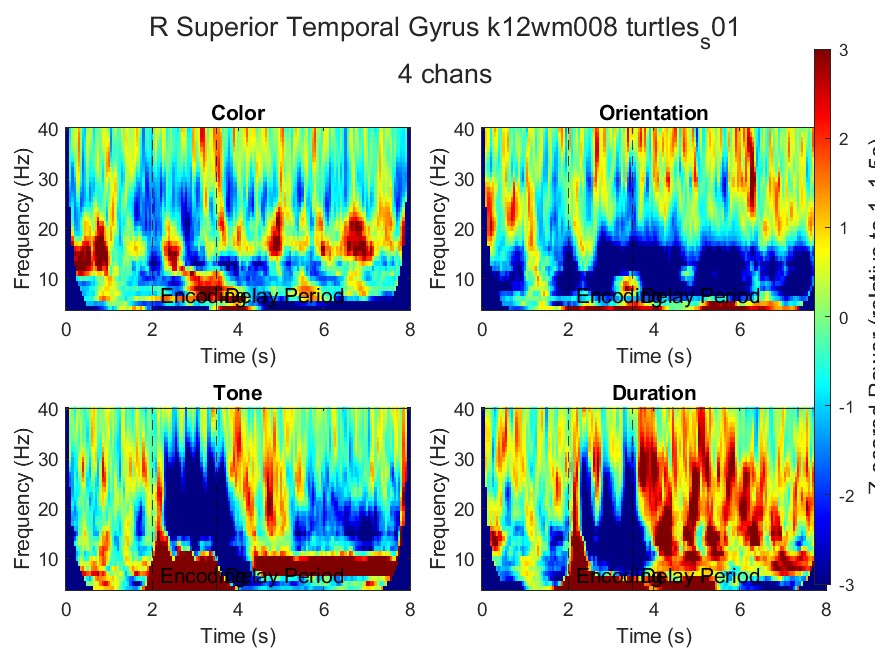 R Superior Temporal Gyrus k12wm008 turtles_s01
4 chans
Color
Orientation
40
30
20
10
Frequency (Hz)
Encoding
Delay Period
0 2 4 6 8
Time (s)
40
30
20
10
Frequency (Hz)
Encoding
Delay Period
0 2 4 6
Time (s)
Tone
Duration
40
30
20
10
Frequency (Hz)
Encoding
Delay Period
0 2 4 6 8
Time (s)
40
30
20
10
Frequency (Hz)
Encoding
Delay Period
0 2 4 6 8
Time (s)
3
2
1
0
-1
-2
-3